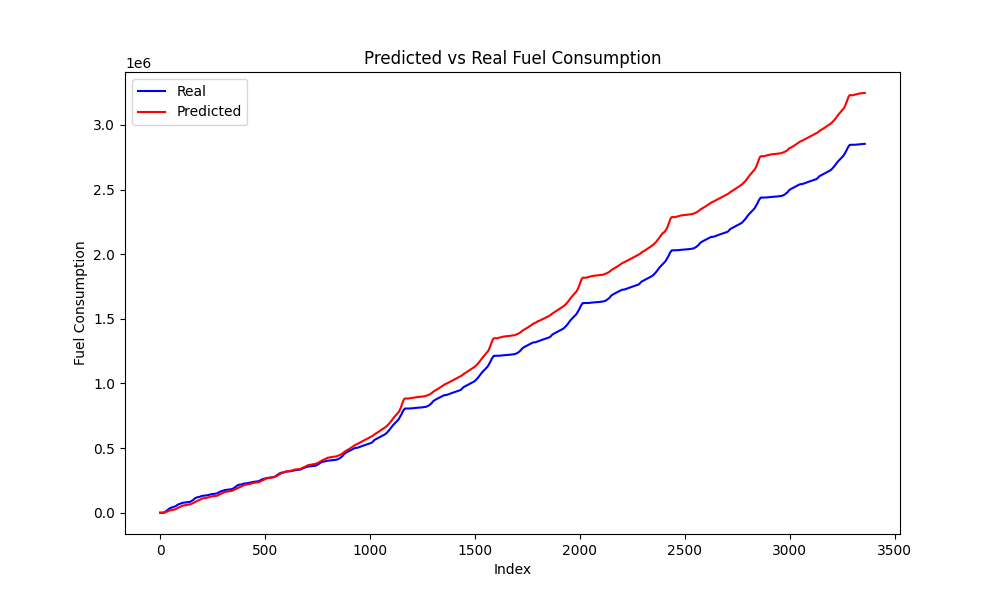 Predicted vs Real Fuel Consumption
1e6
Real
Predicted
3.0
2.5
2.0
1.5
1.0
0.5
0.0
Fuel Consumption
0 500 1000 1500 2000 2500 3000 3500
Index